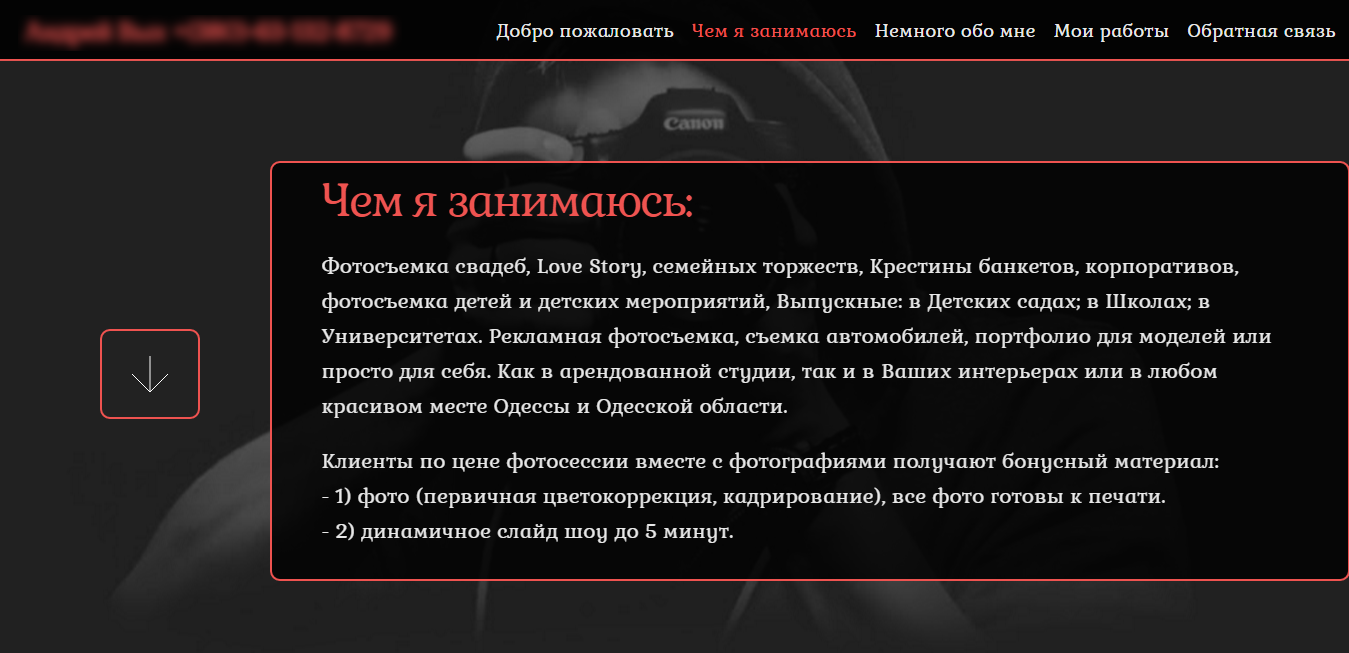 Добро пожаловать Чем я занимаюсь Немного обо мне Мои работы Обратная связь
Canon
Чем я занимаюсь:
Фотосъемка свадеб, Love Story, семейных торжеств, Крестины банкетов, корпоративов,
фотосъемка детей и детских мероприятий, Выпускные: в Детских садах; в Школах; в
Университетах. Рекламная фотосъемка, съемка автомобилей, портфолио для моделей или
просто для себя. Как в арендованной студии, так и в Ваших интерьерах или в любом
красивом месте Одессы и Одесской области.
Клиенты по цене фотосессии вместе с фотографиями получают бонусный материал:
- 1) фото (первичная цветокоррекция, кадрирование), все фото готовы к печати.
- 2) динамичное слайд шоу до 5 минут.